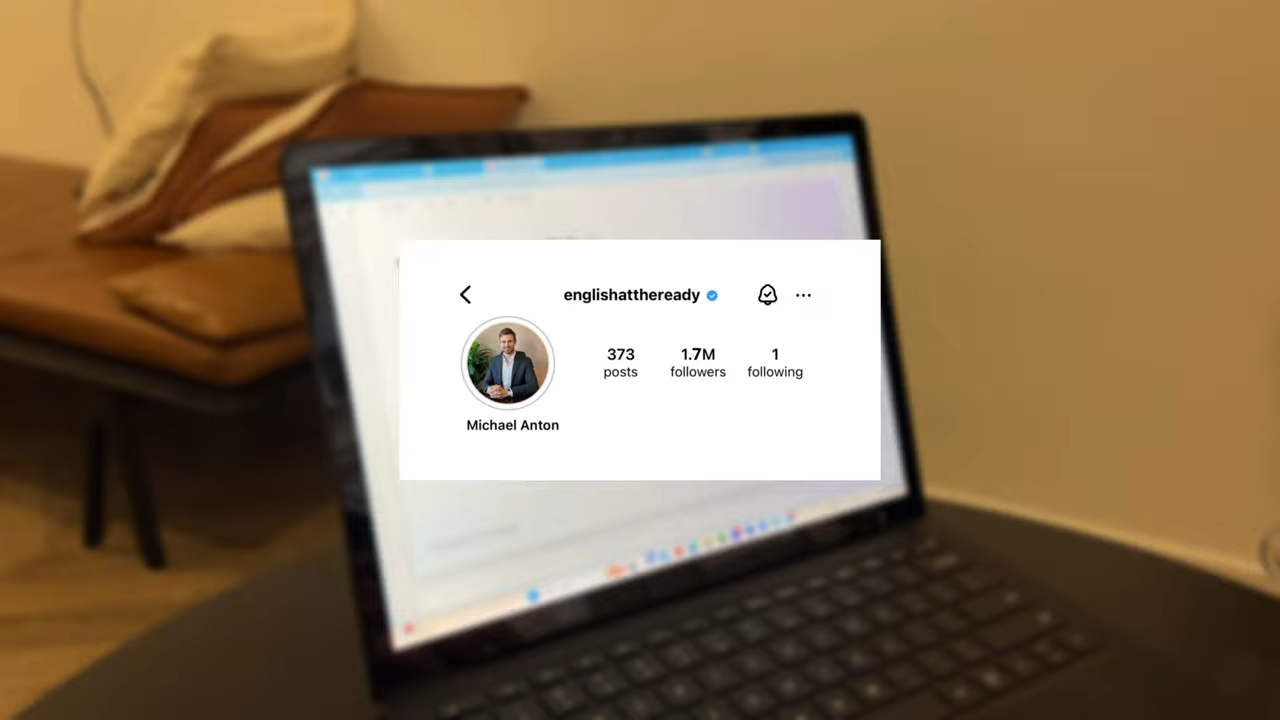 englishattheready
373 1.7M 1
posts followers following
Michael Anton